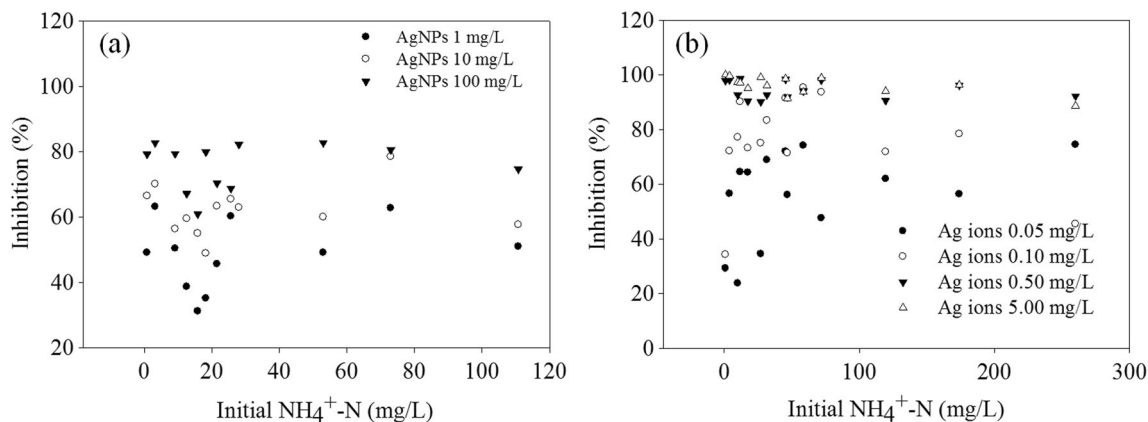 (a)
AgNPs 1 mg/L
AgNPs 10 mg/L
AgNPs 100 mg/L
Inhibition (%)
120
100
80
60
40
20
0 20 40 60 80 100 120
Initial NH₄⁺-N (mg/L)
(b)
Ag ions 0.05 mg/L
Ag ions 0.10 mg/L
Ag ions 0.50 mg/L
Ag ions 5.00 mg/L
Inhibition (%)
120
100
80
60
40
20
0
0 100 200 300
Initial NH₄⁺-N (mg/L)